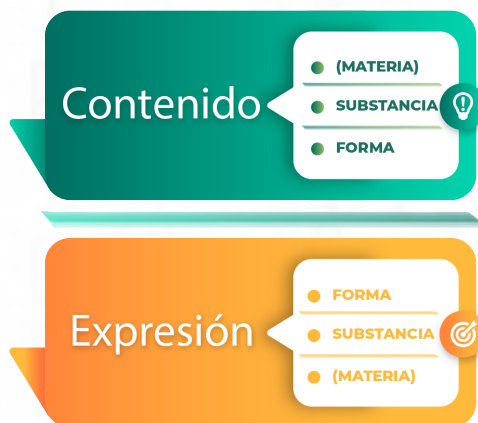 Contenido
(MATERIA)
SUBSTANCIA
FORMA
Expresión
FORMA
SUBSTANCIA
(MATERIA)